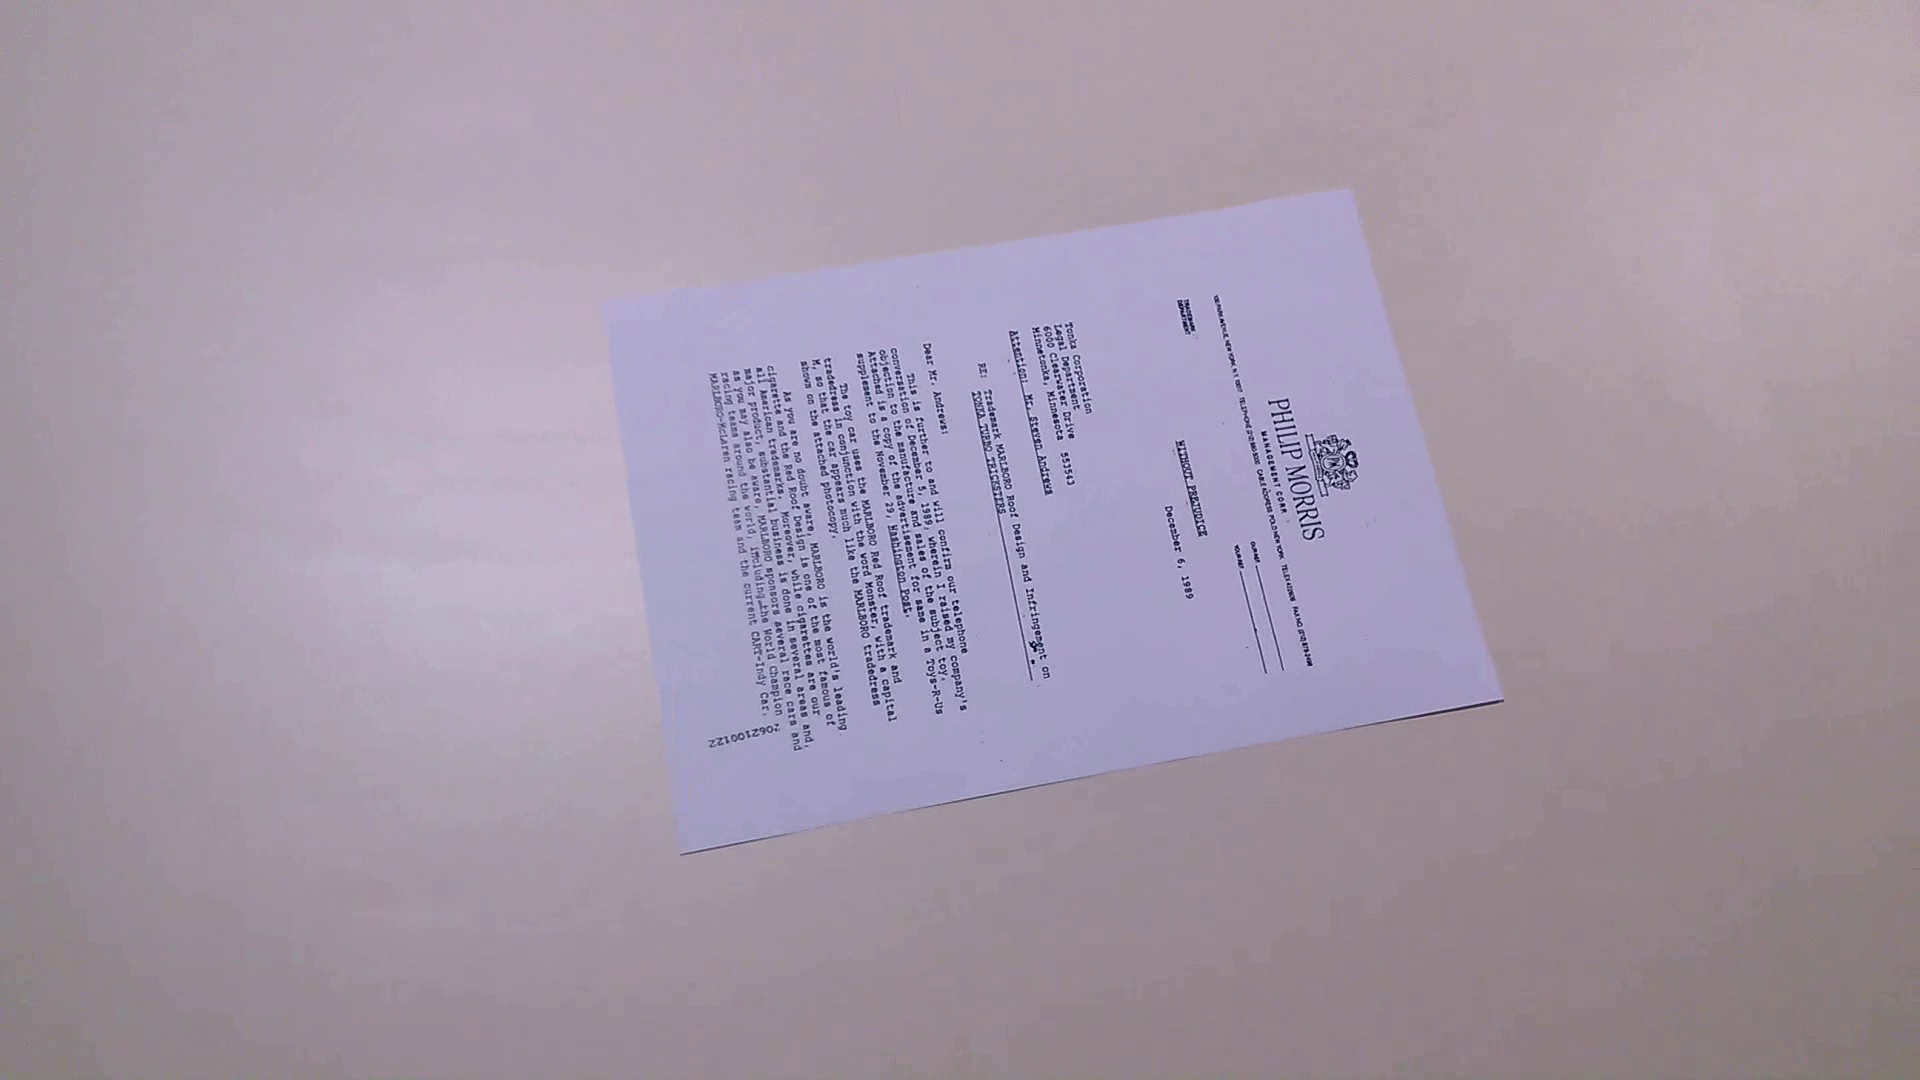 PHILIP MORRIS
MANAGEMENT CORP.
TRADEMARK
DEPARTMENT
OUR REF.
YOUR REF.
WITHOUT PREJUDICE
December 6, 1989
Tonka Corporation
Legal Department
6000 Clearwater Drive
Minnetonka, Minnesota 553543
Attention: Mr. Steven Andrews
RE: Trademark MARLBORO Roof Design and Infringement on
TONKA TURBO TRICKSTERS
Dear Mr. Andrews:
This is further to and will confirm our telephone
conversation of December 5, 1989, wherein I raised my company's
objection to the manufacture and sales of the subject toy.
Attached is a copy of the advertisement for same in a Toys-R-Us
supplement to the November 29, Washington Post.
The toy car uses the MARLBORO Red Roof trademark and
tradedress in conjunction with the word Monster, with a capital
M, so that the car appears much like the MARLBORO tradedress
shown on the attached photocopy.
As you are no doubt aware, MARLBORO is the world's leading
cigarette and the Red Roof Design is one of the most famous of
all American trademarks. Moreover, while cigarettes are our
major product, substantial business is done in several areas and,
as you may also be aware, MARLBORO sponsors several race cars and
racing teams around the world, including the World Champion
MARLBORO-McLaren racing team and the current CART-Indy Car.
2062100122